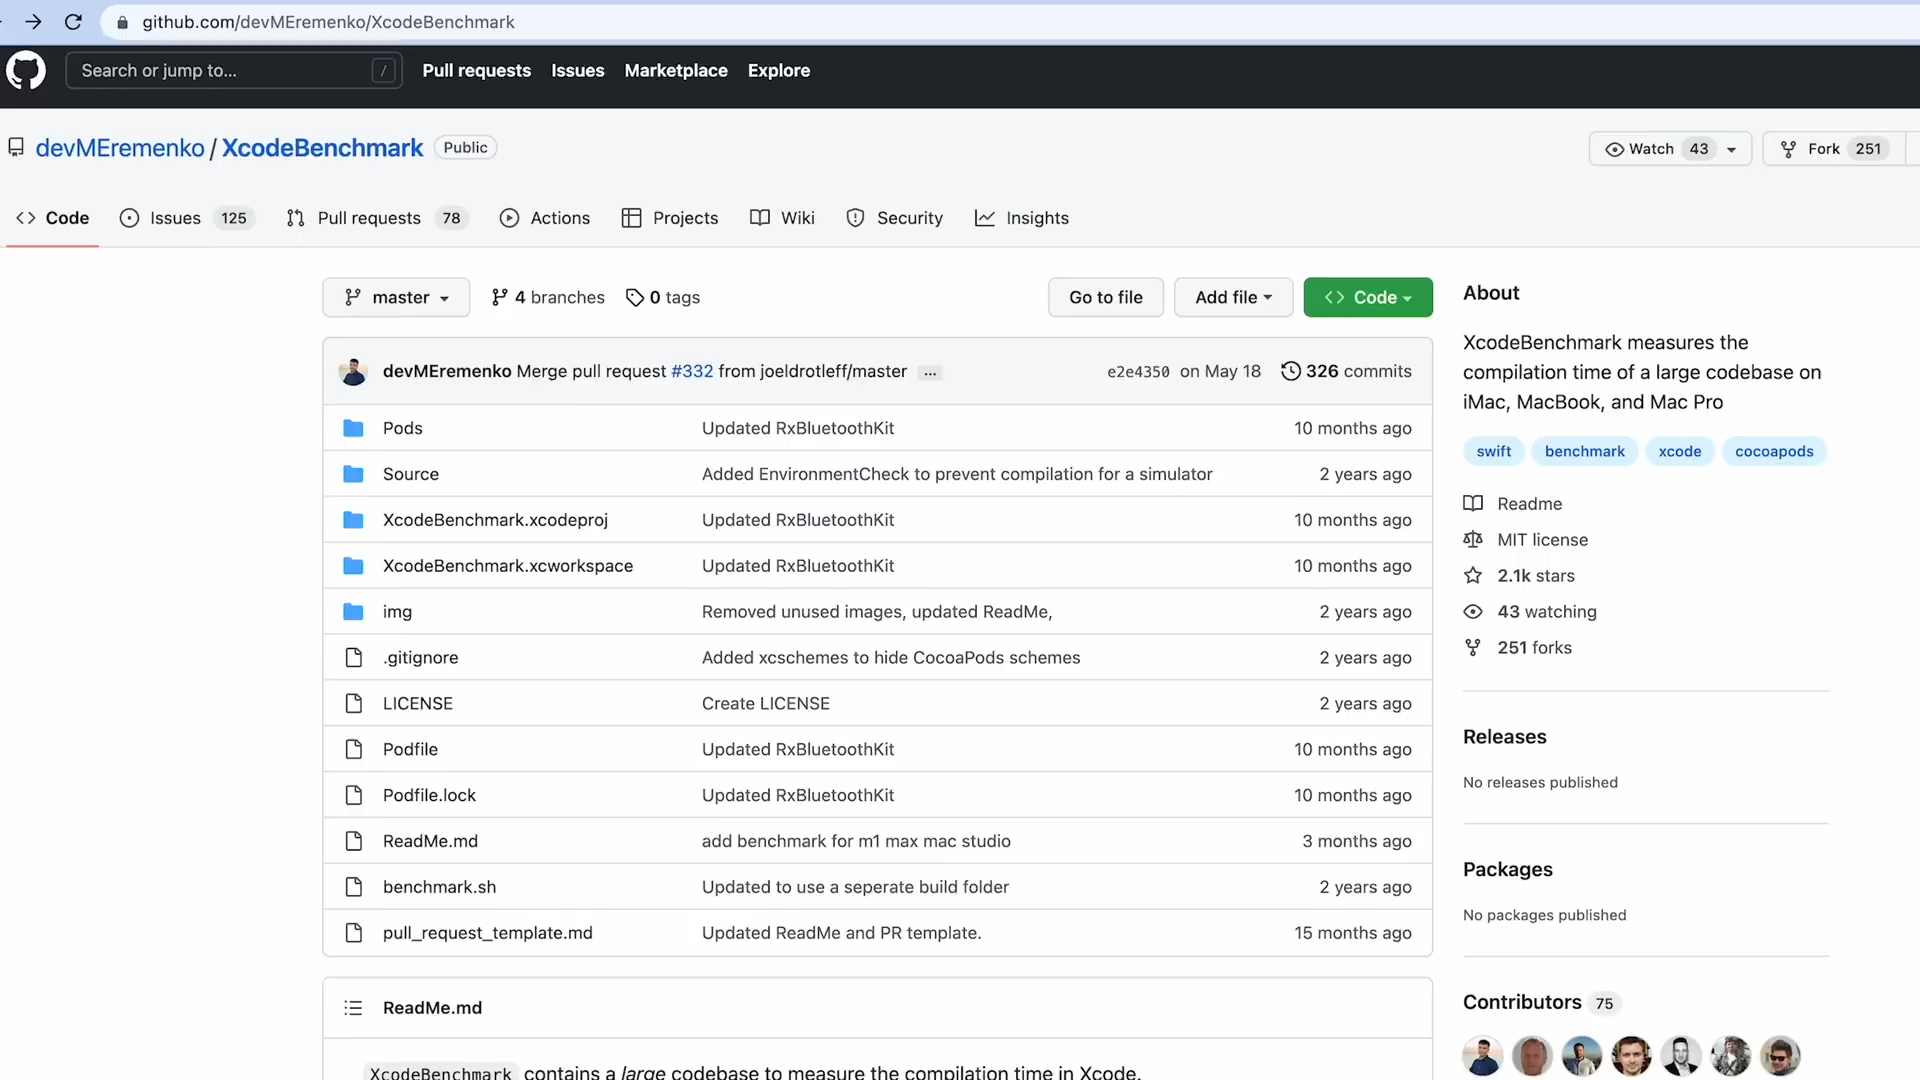 github.com/devMEremenko/XcodeBenchmark
Search or jump to... / Pull requests Issues Marketplace Explore
devMEremenko / XcodeBenchmark Public Watch 43 Fork 251
Code Issues 125 Pull requests 78 Actions Projects Wiki Security Insights
master 4 branches 0 tags Go to file Add file Code
devMEremenko Merge pull request #332 from joeldrotleff/master ... e2e4350 on May 18 326 commits
Pods Updated RxBluetoothKit 10 months ago
Source Added EnvironmentCheck to prevent compilation for a simulator 2 years ago
XcodeBenchmark.xcodeproj Updated RxBluetoothKit 10 months ago
XcodeBenchmark.xcworkspace Updated RxBluetoothKit 10 months ago
img Removed unused images, updated ReadMe, 2 years ago
.gitignore Added xcschemes to hide CocoaPods schemes 2 years ago
LICENSE Create LICENSE 2 years ago
Podfile Updated RxBluetoothKit 10 months ago
Podfile.lock Updated RxBluetoothKit 10 months ago
ReadMe.md add benchmark for m1 max mac studio 3 months ago
benchmark.sh Updated to use a seperate build folder 2 years ago
pull_request_template.md Updated ReadMe and PR template. 15 months ago
ReadMe.md
XcodeBenchmark contains a large codebase to measure the compilation time in Xcode.
About
XcodeBenchmark measures the
compilation time of a large codebase on
iMac, MacBook, and Mac Pro
swift benchmark xcode cocoapods
Readme
MIT license
2.1k stars
43 watching
251 forks
Releases
No releases published
Packages
No packages published
Contributors 75